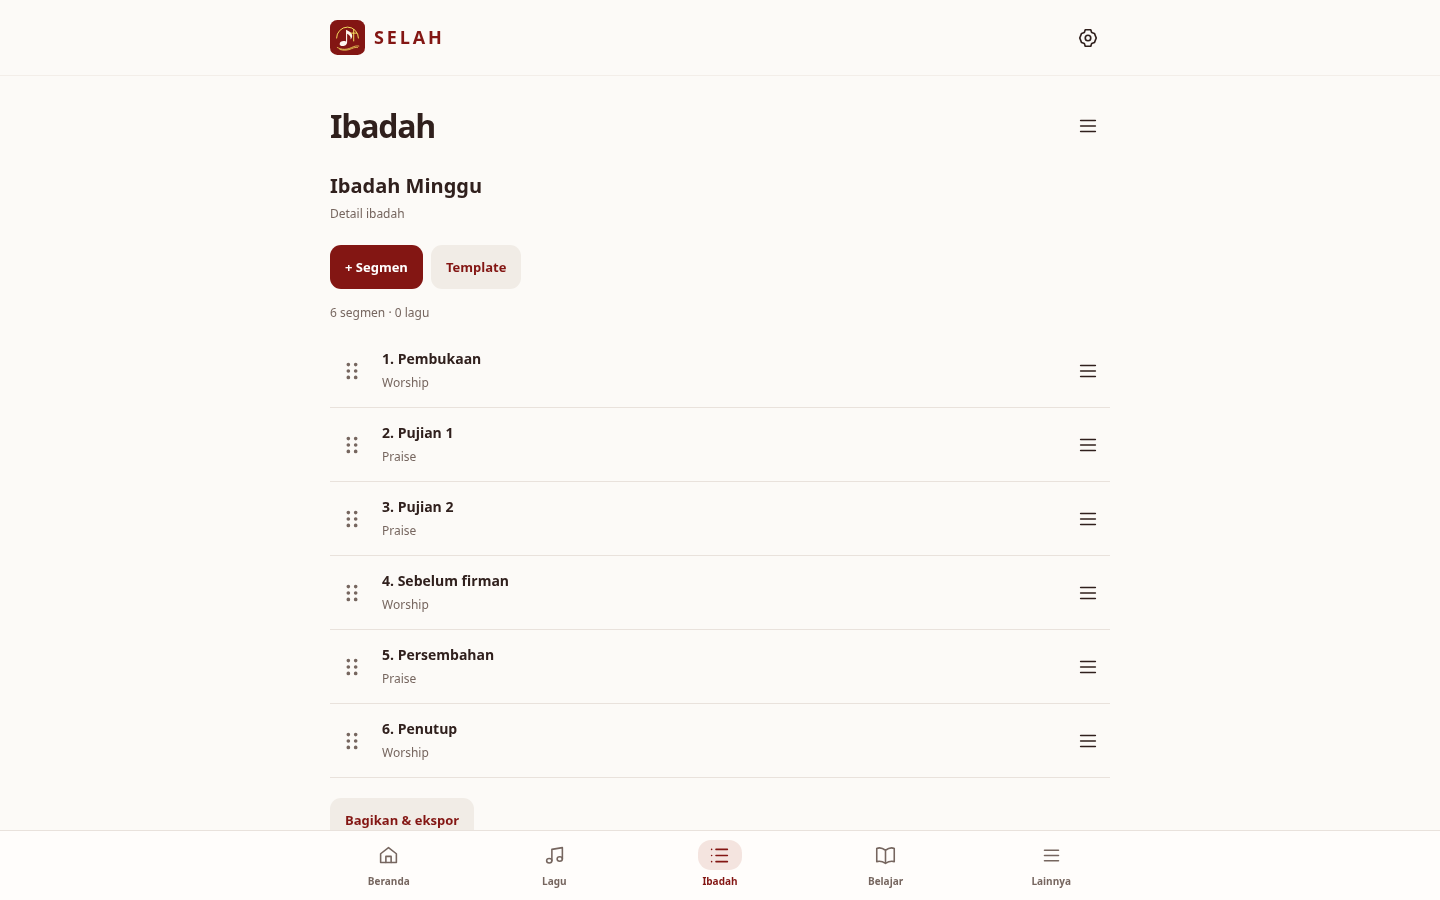 SELAH
Ibadah
Ibadah Minggu
Detail ibadah
+ Segmen
Template
6 segmen · 0 lagu
1. Pembukaan
Worship
2. Pujian 1
Praise
3. Pujian 2
Praise
4. Sebelum firman
Worship
5. Persembahan
Praise
6. Penutup
Worship
Bagikan & ekspor
Beranda
Lagu
Ibadah
Belajar
Lainnya